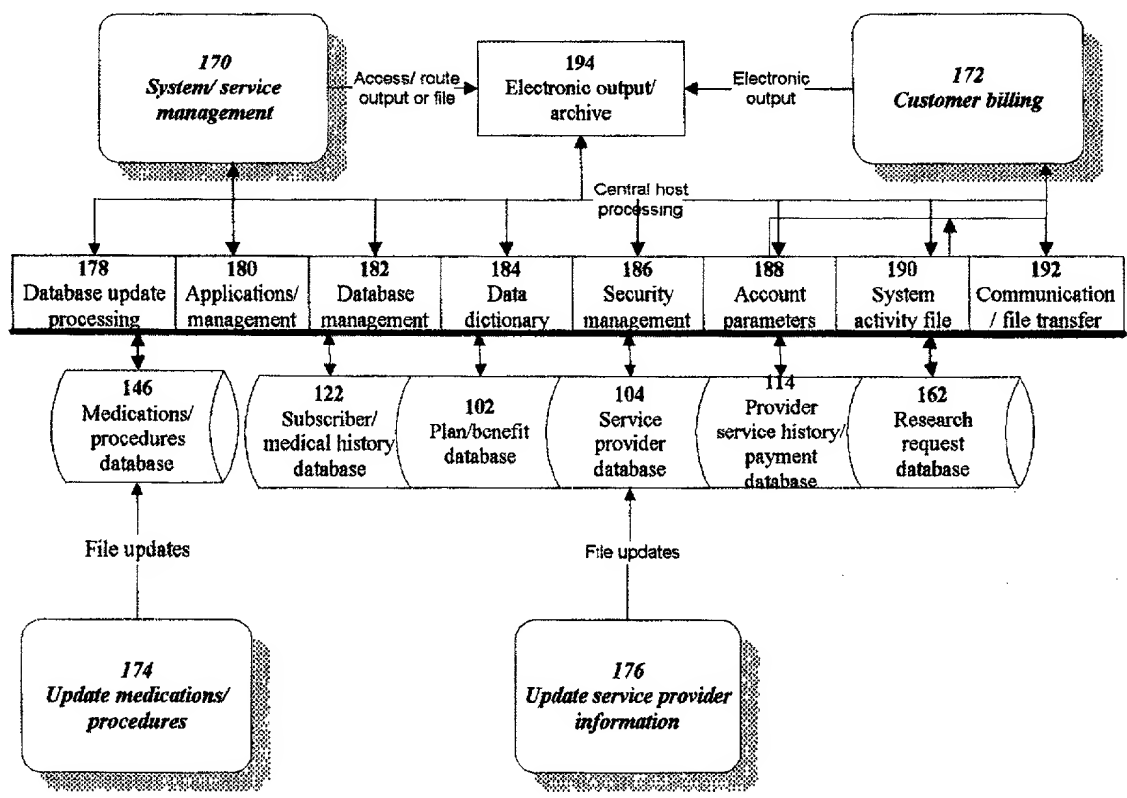 170
System/ service
management
Access/ route
output or file
194
Electronic output/
archive
Electronic
output
172
Customer billing
Central host
processing
178
Database update
processing
180
Applications/
management
182
Database
management
184
Data
dictionary
186
Security
management
188
Account
parameters
190
System
activity file
192
Communication
/ file transfer
146
Medications/
procedures
database
122
Subscriber/
medical history
database
102
Plan/benefit
database
104
Service
provider
database
114
Provider
service history/
payment
database
162
Research
request
database
File updates
File updates
174
Update medications/
procedures
176
Update service provider
information